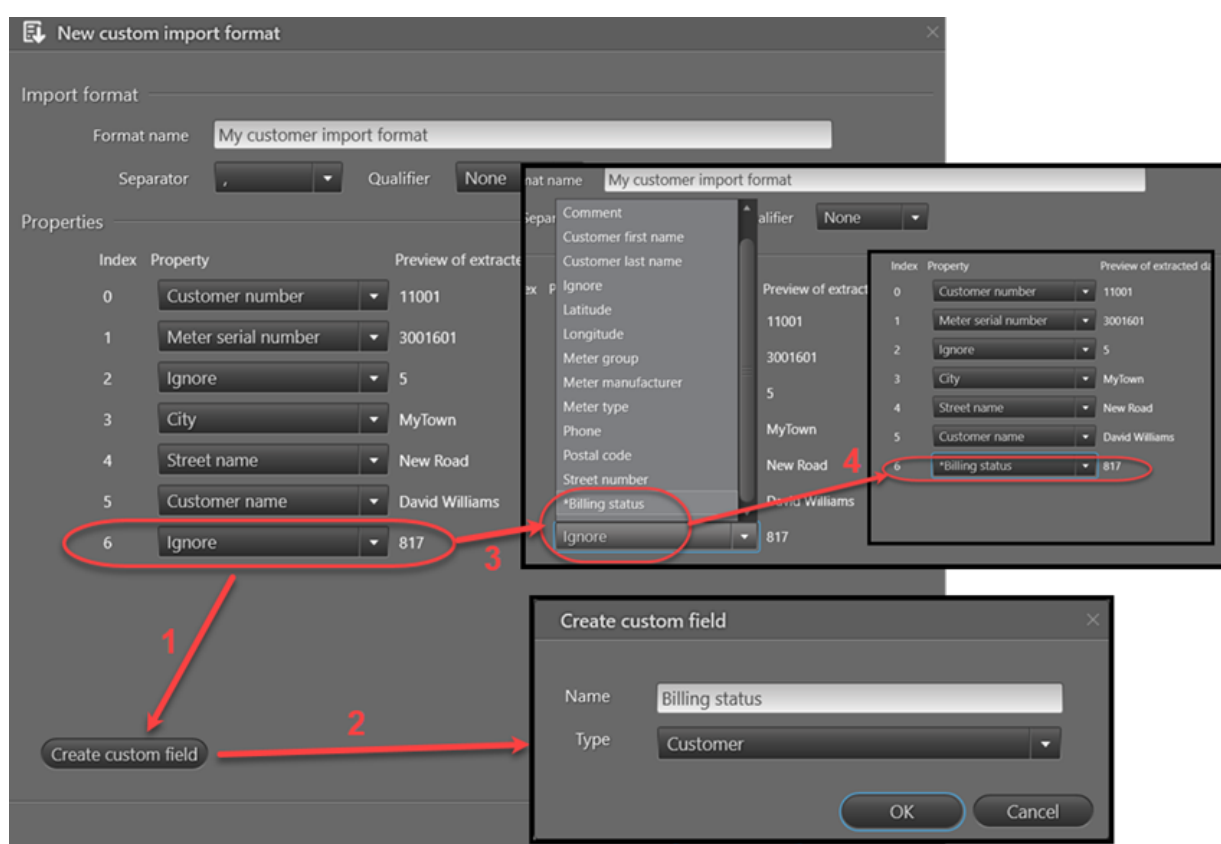 New custom import format
Import format
Format name My customer import format
Separator , Qualifier None
Properties
Index Property Preview of extracte
0 Customer number 11001
1 Meter serial number 3001601
2 Ignore 5
3 City MyTown
4 Street name New Road
5 Customer name David Williams
6 Ignore 817
1
2
3
4
Create custom field
mat name My customer import format
Separ alifier None
Comment
Customer first name
Customer last name
Ignore
Latitude
Longitude
Meter group
Meter manufacturer
Meter type
Phone
Postal code
Street number
*Billing status
Ignore 817
ex P Preview of extract
11001
3001601
5
MyTown
New Road
David Williams
Index Property Preview of extracted da
0 Customer number 11001
1 Meter serial number 3001601
2 Ignore 5
3 City MyTown
4 Street name New Road
5 Customer name David Williams
6 *Billing status 817
Create custom field
Name Billing status
Type Customer
OK Cancel